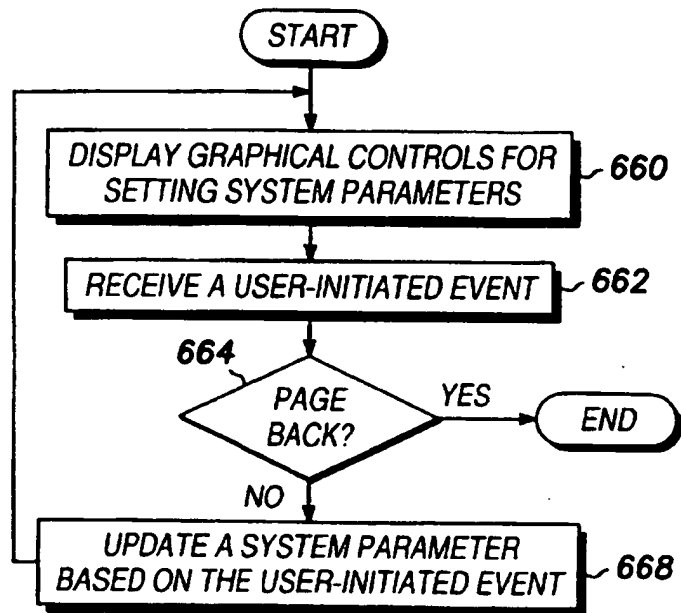 START
DISPLAY GRAPHICAL CONTROLS FOR
SETTING SYSTEM PARAMETERS
660
RECEIVE A USER-INITIATED EVENT
662
664
PAGE
BACK?
YES
END
NO
UPDATE A SYSTEM PARAMETER
BASED ON THE USER-INITIATED EVENT
668